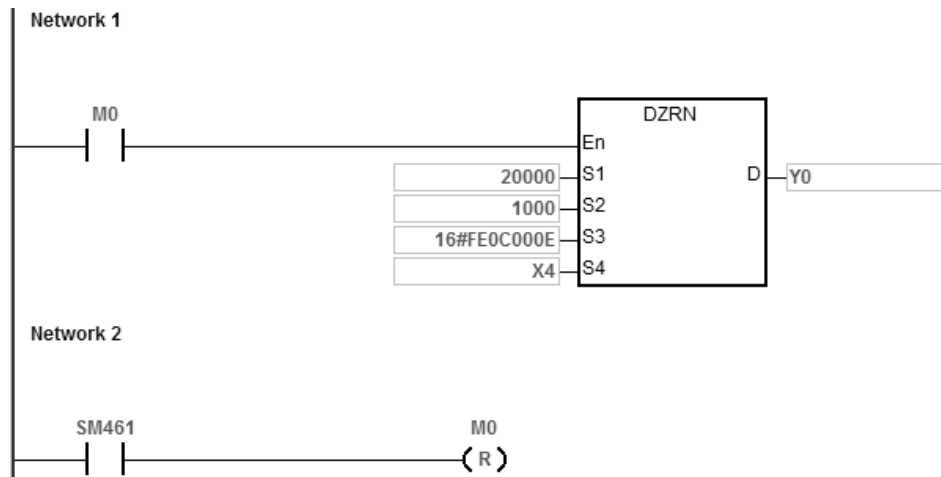 Network 1
M0
DZRN
En
20000 S1 D Y0
1000 S2
16#FE0C000E S3
X4 S4
Network 2
SM461 M0
R